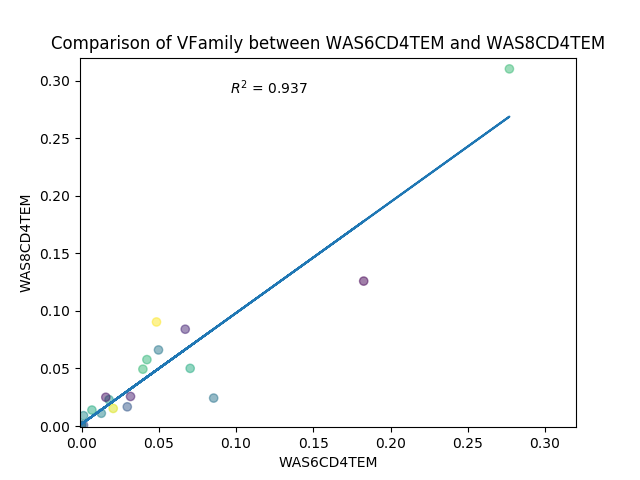 Comparison of VFamily between WAS6CD4TEM and WAS8CD4TEM
R² = 0.937
WAS8CD4TEM
0.30
0.25
0.20
0.15
0.10
0.05
0.00
0.00 0.05 0.10 0.15 0.20 0.25 0.30
WAS6CD4TEM